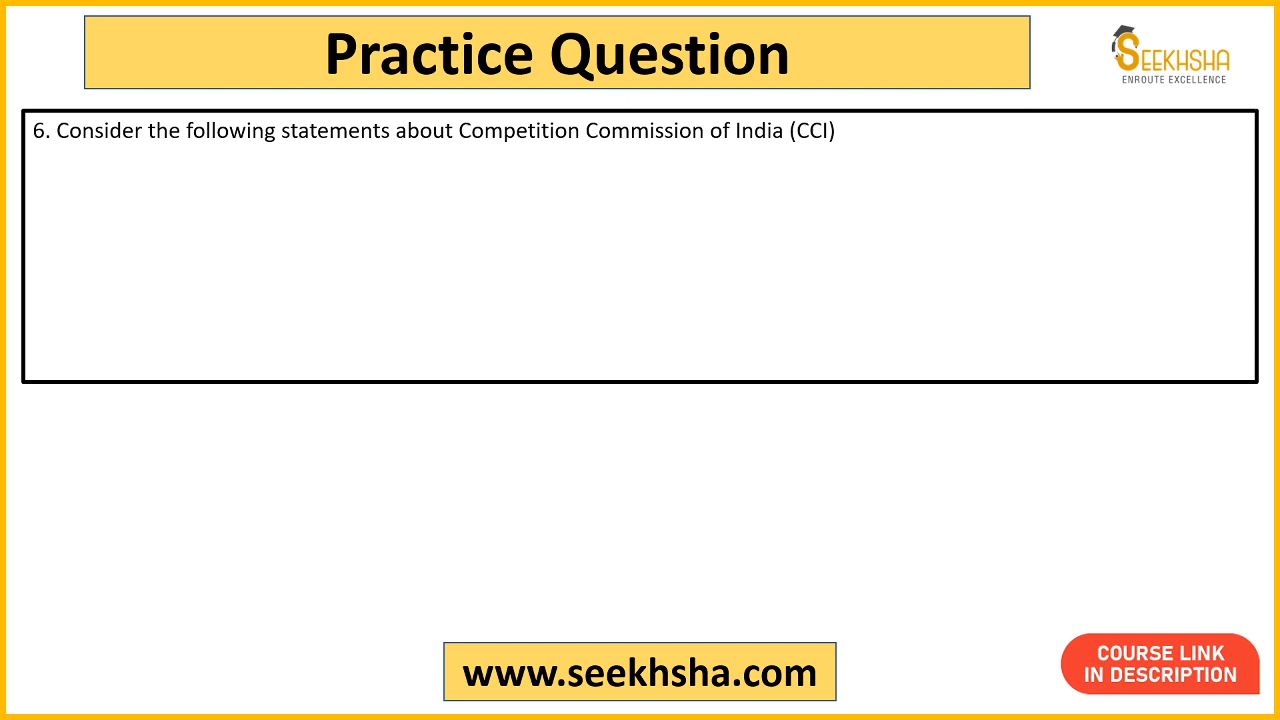 Practice Question
SEEKHSHA
ENROUTE EXCELLENCE
6. Consider the following statements about Competition Commission of India (CCI)
www.seekhsha.com
COURSE LINK
IN DESCRIPTION